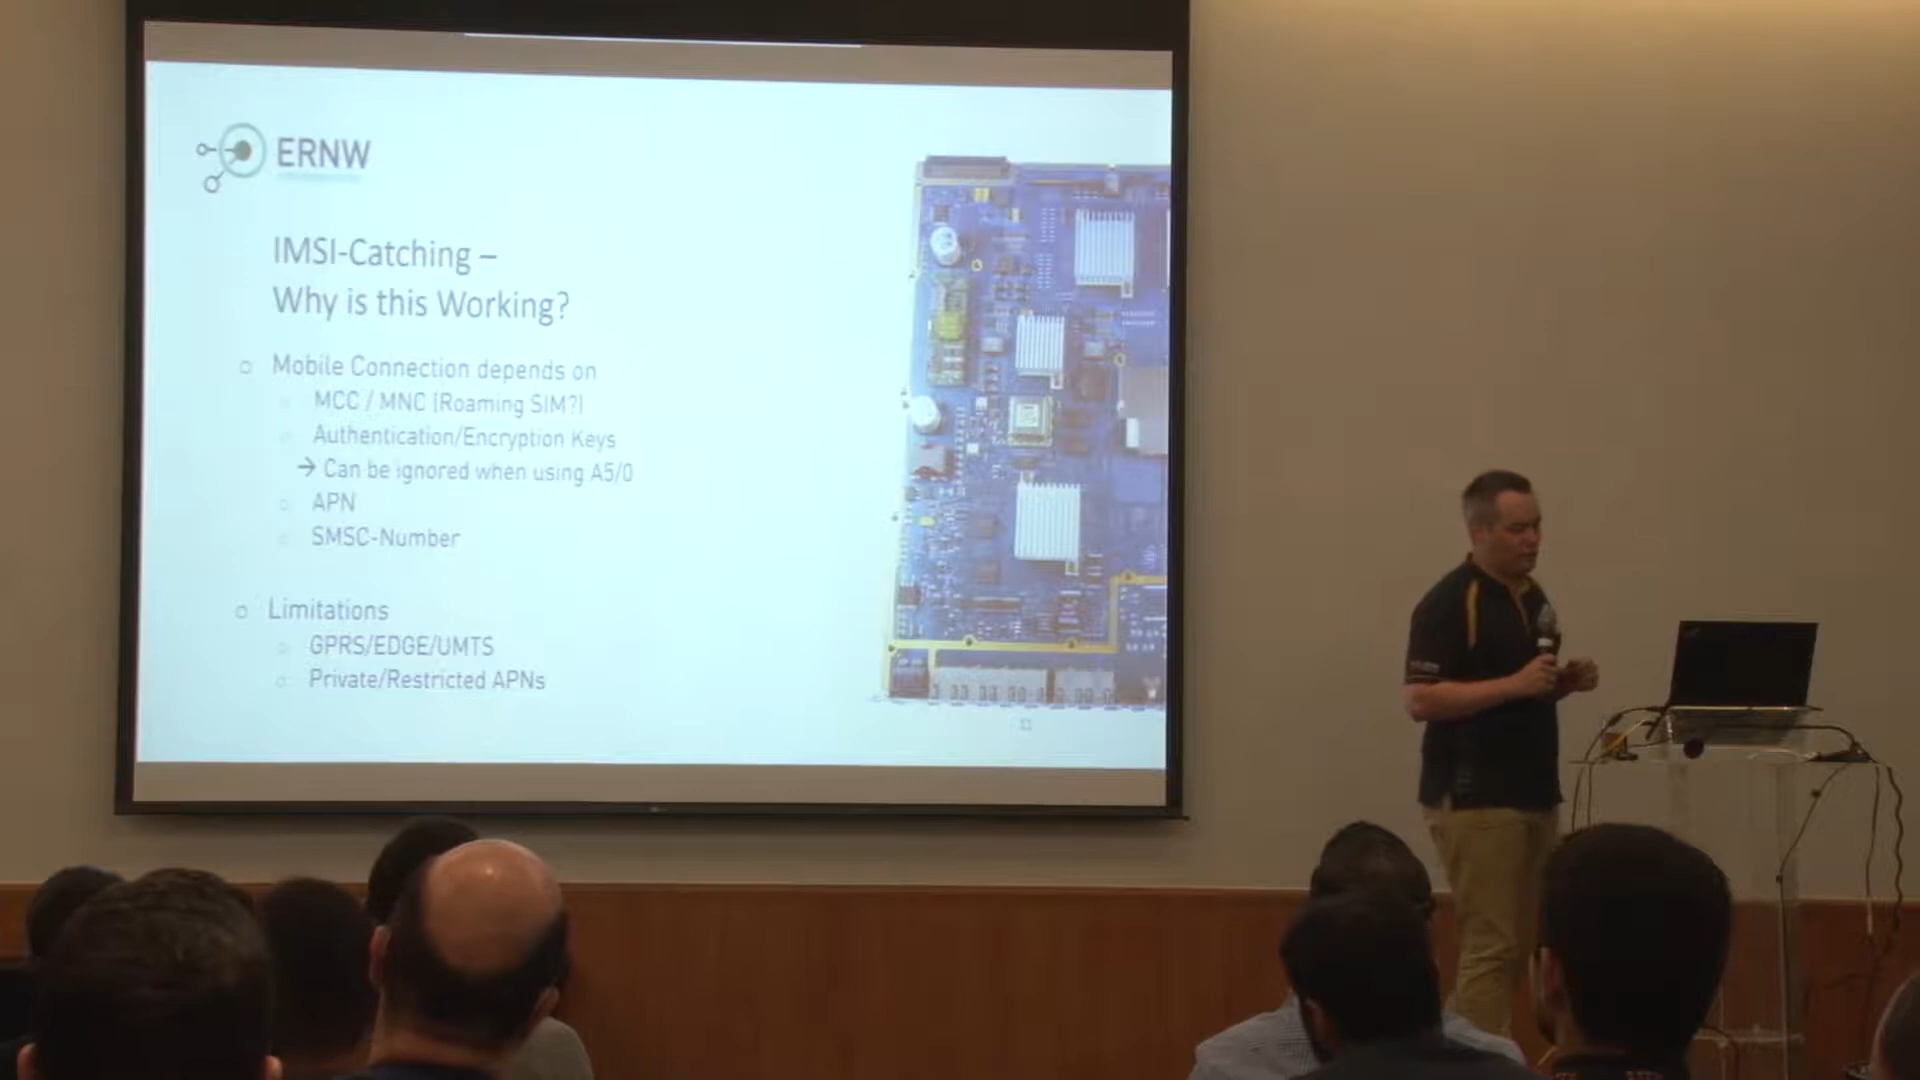 ERNW
IMSI-Catching –
Why is this Working?
○ Mobile Connection depends on
○ MCC / MNC (Roaming SIM?)
○ Authentication/Encryption Keys
→ Can be ignored when using A5/0
○ APN
○ SMSC-Number
○ Limitations
○ GPRS/EDGE/UMTS
○ Private/Restricted APNs